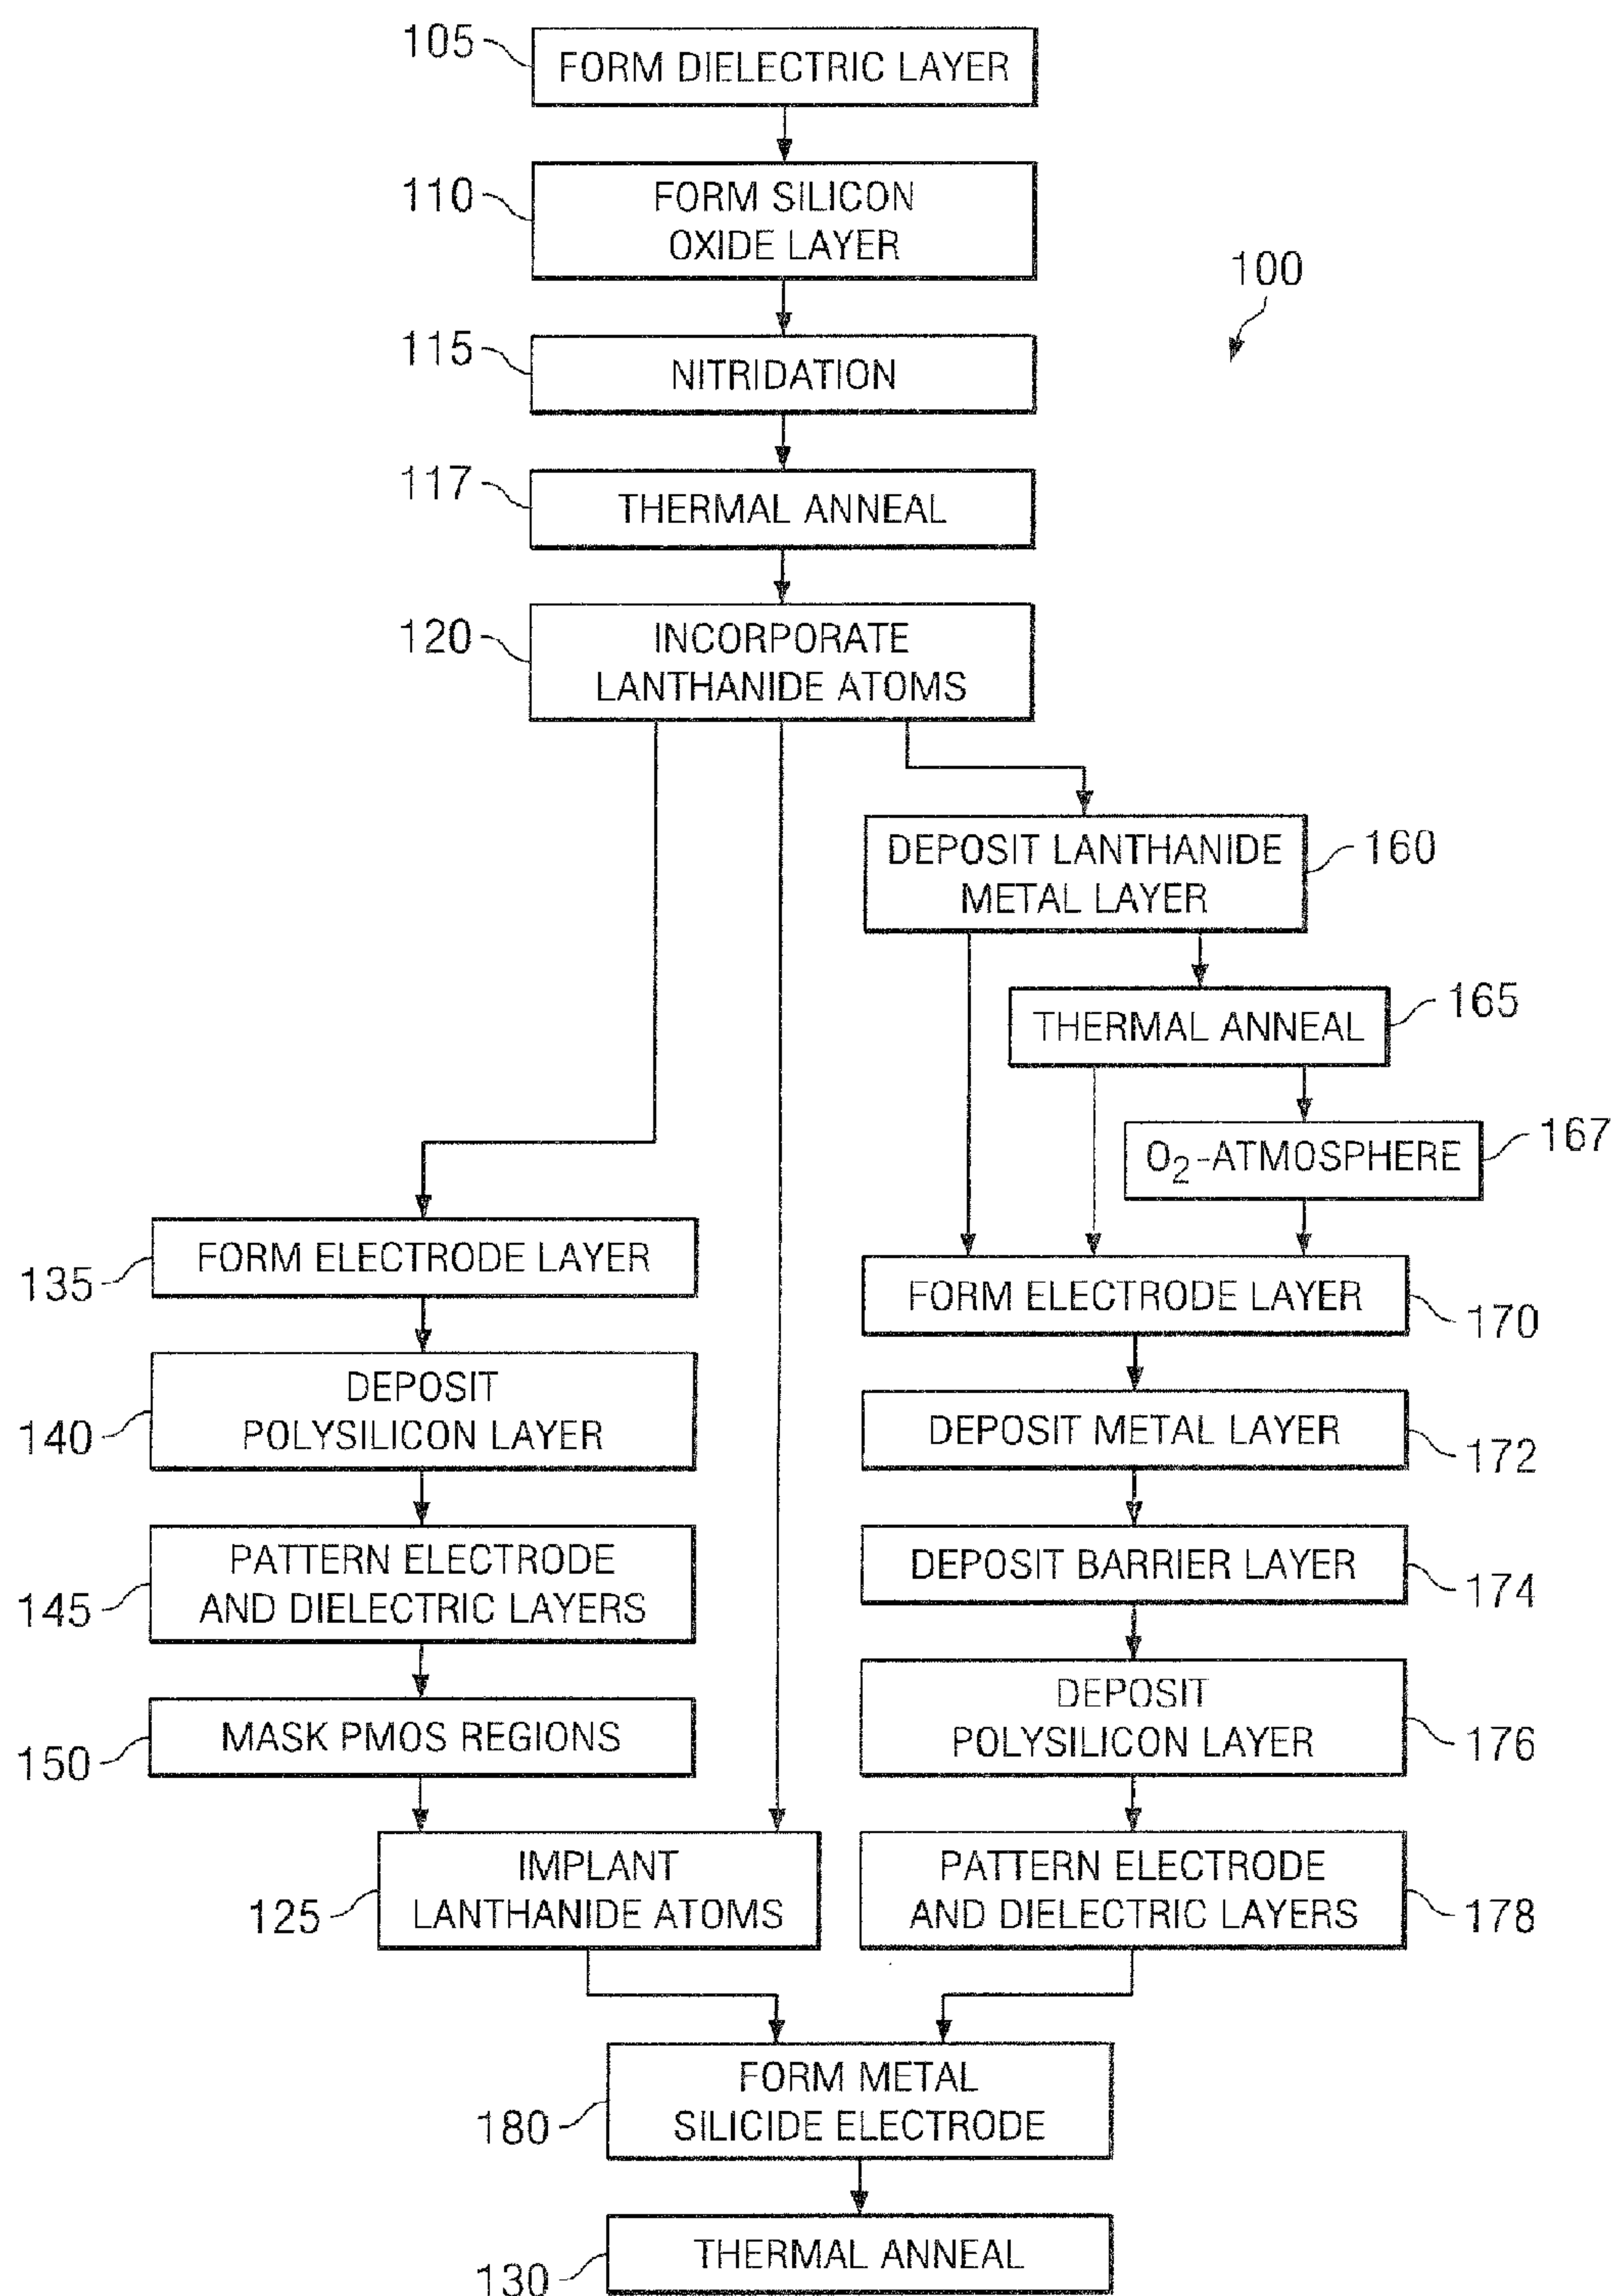 105
FORM DIELECTRIC LAYER
110
FORM SILICON
OXIDE LAYER
100
115
NITRIDATION
117
THERMAL ANNEAL
120
INCORPORATE
LANTHANIDE ATOMS
DEPOSIT LANTHANIDE
METAL LAYER
160
THERMAL ANNEAL
165
O2-ATMOSPHERE
167
135
FORM ELECTRODE LAYER
FORM ELECTRODE LAYER
170
140
DEPOSIT
POLYSILICON LAYER
DEPOSIT METAL LAYER
172
145
PATTERN ELECTRODE
AND DIELECTRIC LAYERS
DEPOSIT BARRIER LAYER
174
150
MASK PMOS REGIONS
DEPOSIT
POLYSILICON LAYER
176
125
IMPLANT
LANTHANIDE ATOMS
PATTERN ELECTRODE
AND DIELECTRIC LAYERS
178
180
FORM METAL
SILICIDE ELECTRODE
130
THERMAL ANNEAL